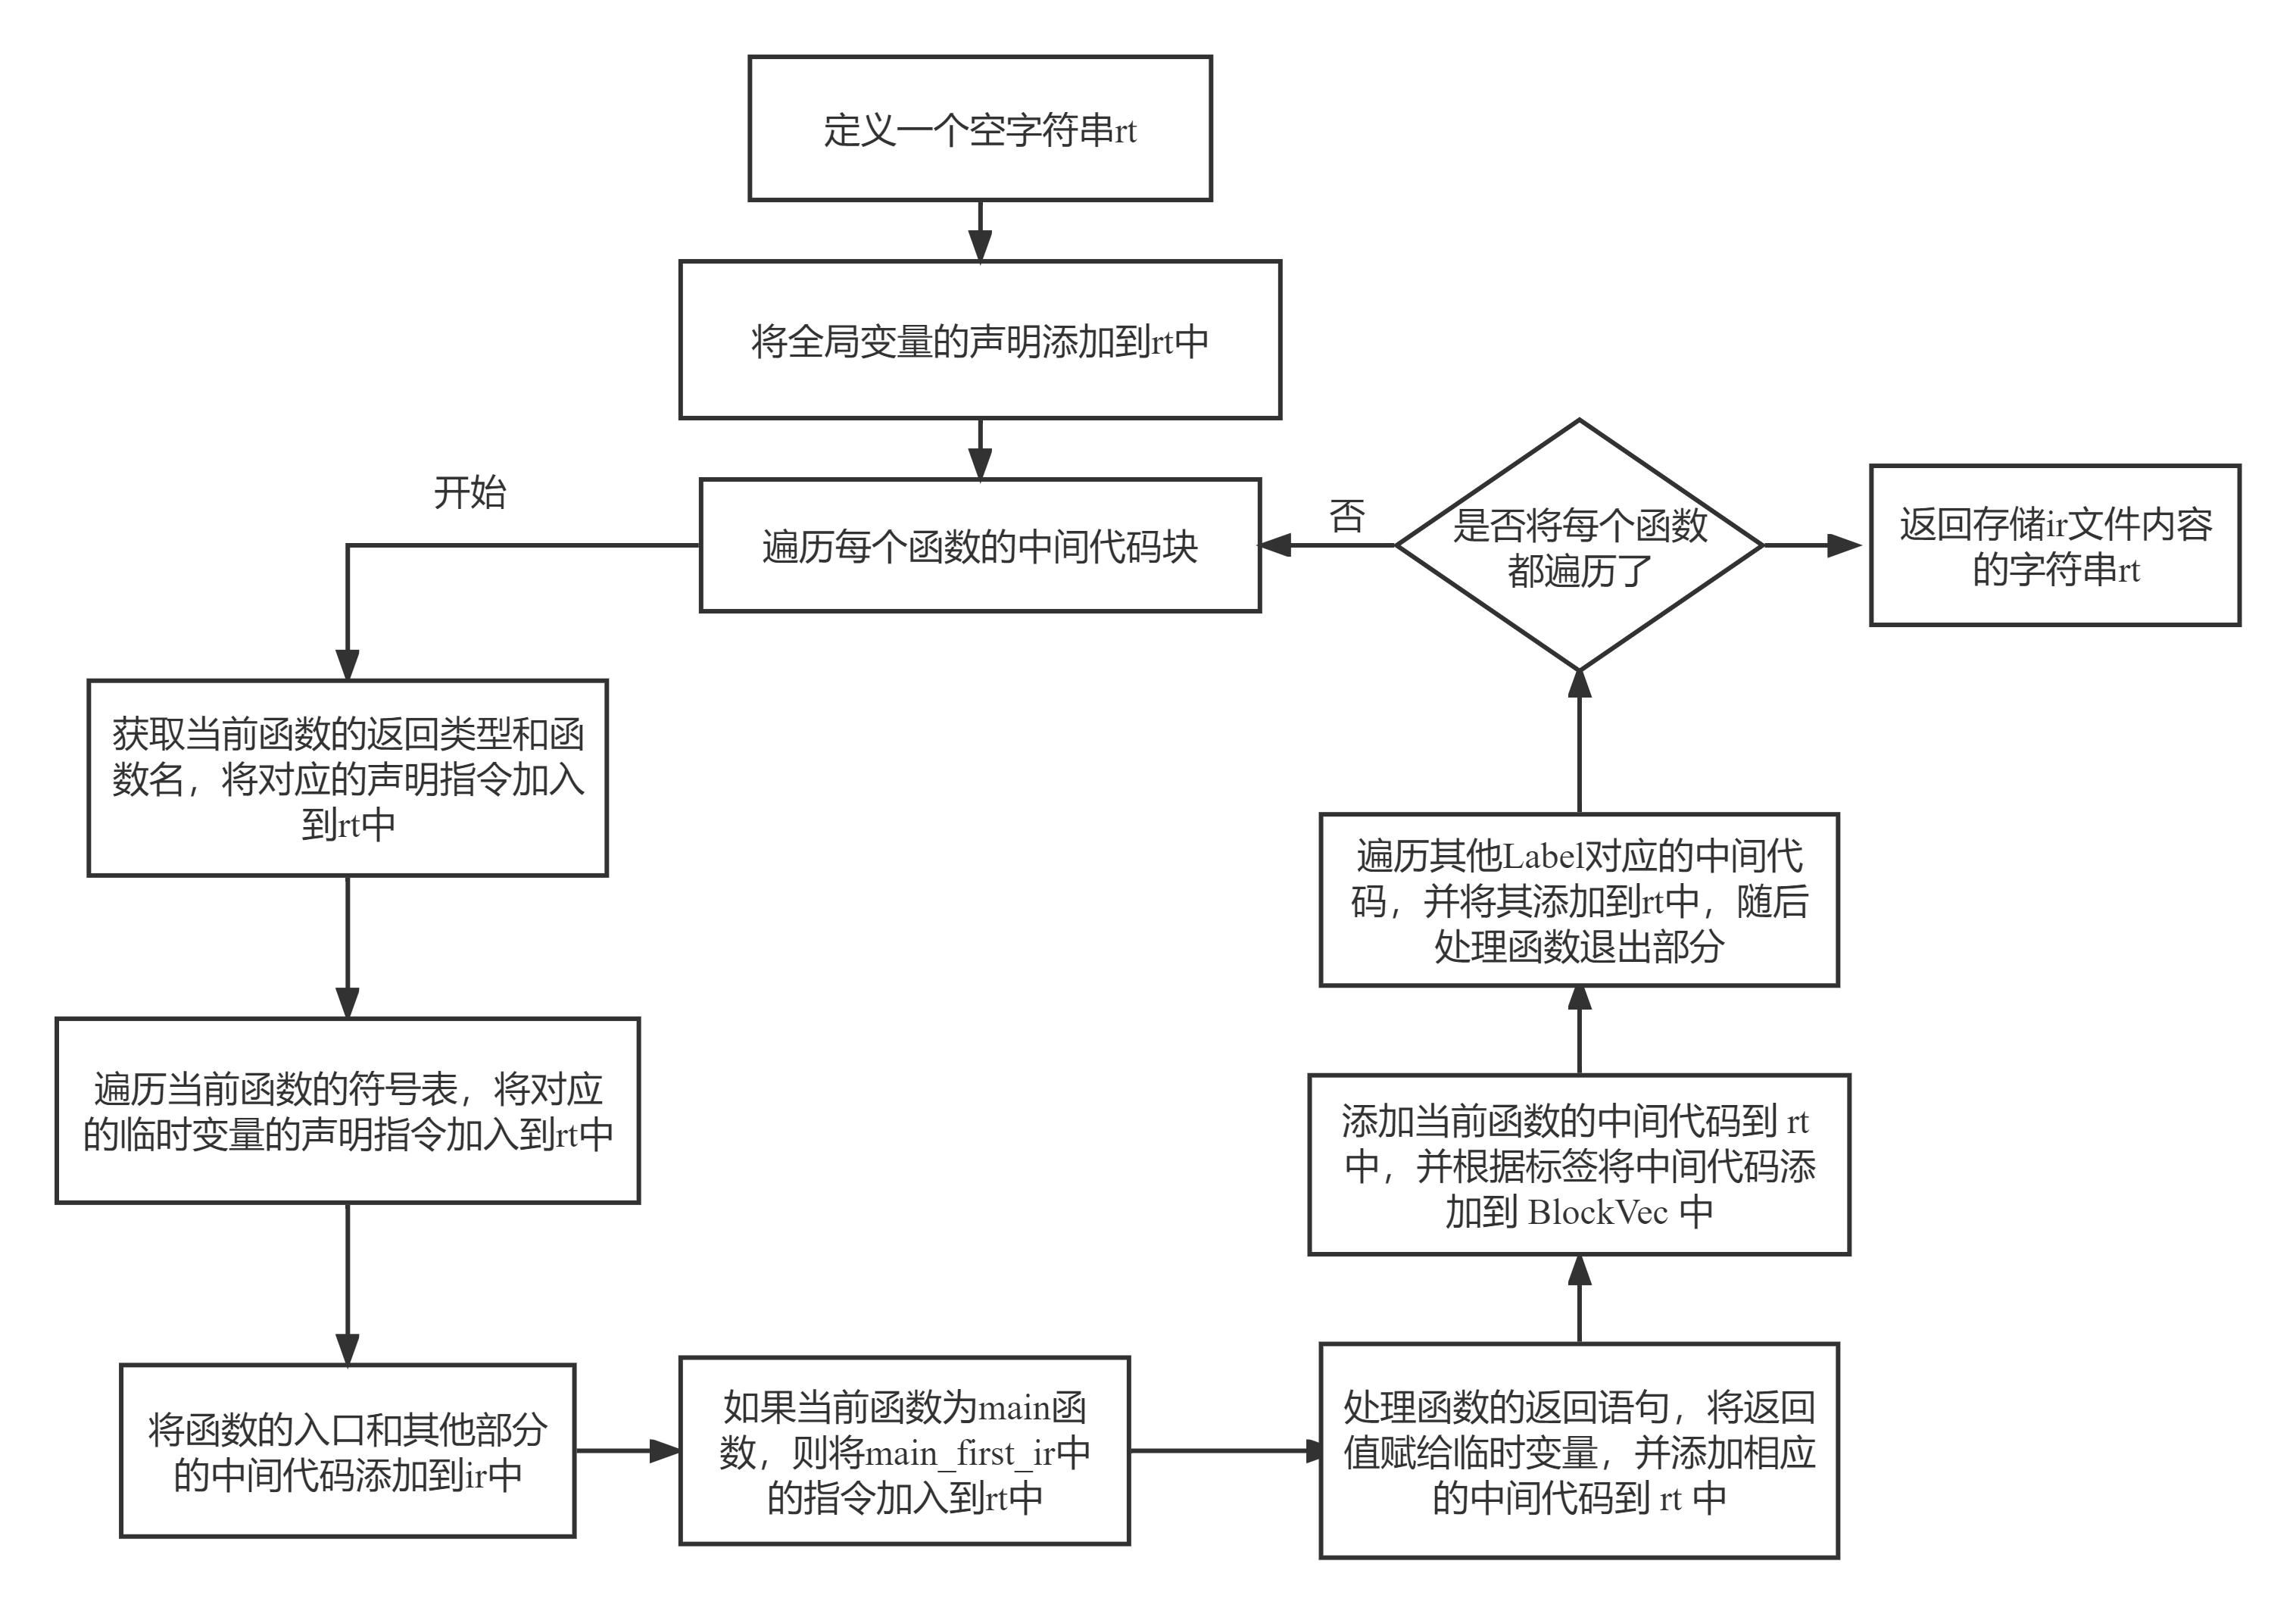 定义一个空字符串rt
将全局变量的声明添加到rt中
开始
遍历每个函数的中间代码块
否
是否将每个函数
都遍历了
返回存储ir文件内容
的字符串rt
获取当前函数的返回类型和函
数名，将对应的声明指令加入
到rt中
遍历当前函数的符号表，将对应
的临时变量的声明指令加入到rt中
将函数的入口和其他部分
的中间代码添加到ir中
如果当前函数为main函
数，则将main_first_ir中
的指令加入到rt中
处理函数的返回语句，将返回
值赋给临时变量，并添加相应
的中间代码到 rt 中
添加当前函数的中间代码到 rt
中，并根据标签将中间代码添
加到 BlockVec 中
遍历其他Label对应的中间代
码，并将其添加到rt中，随后
处理函数退出部分